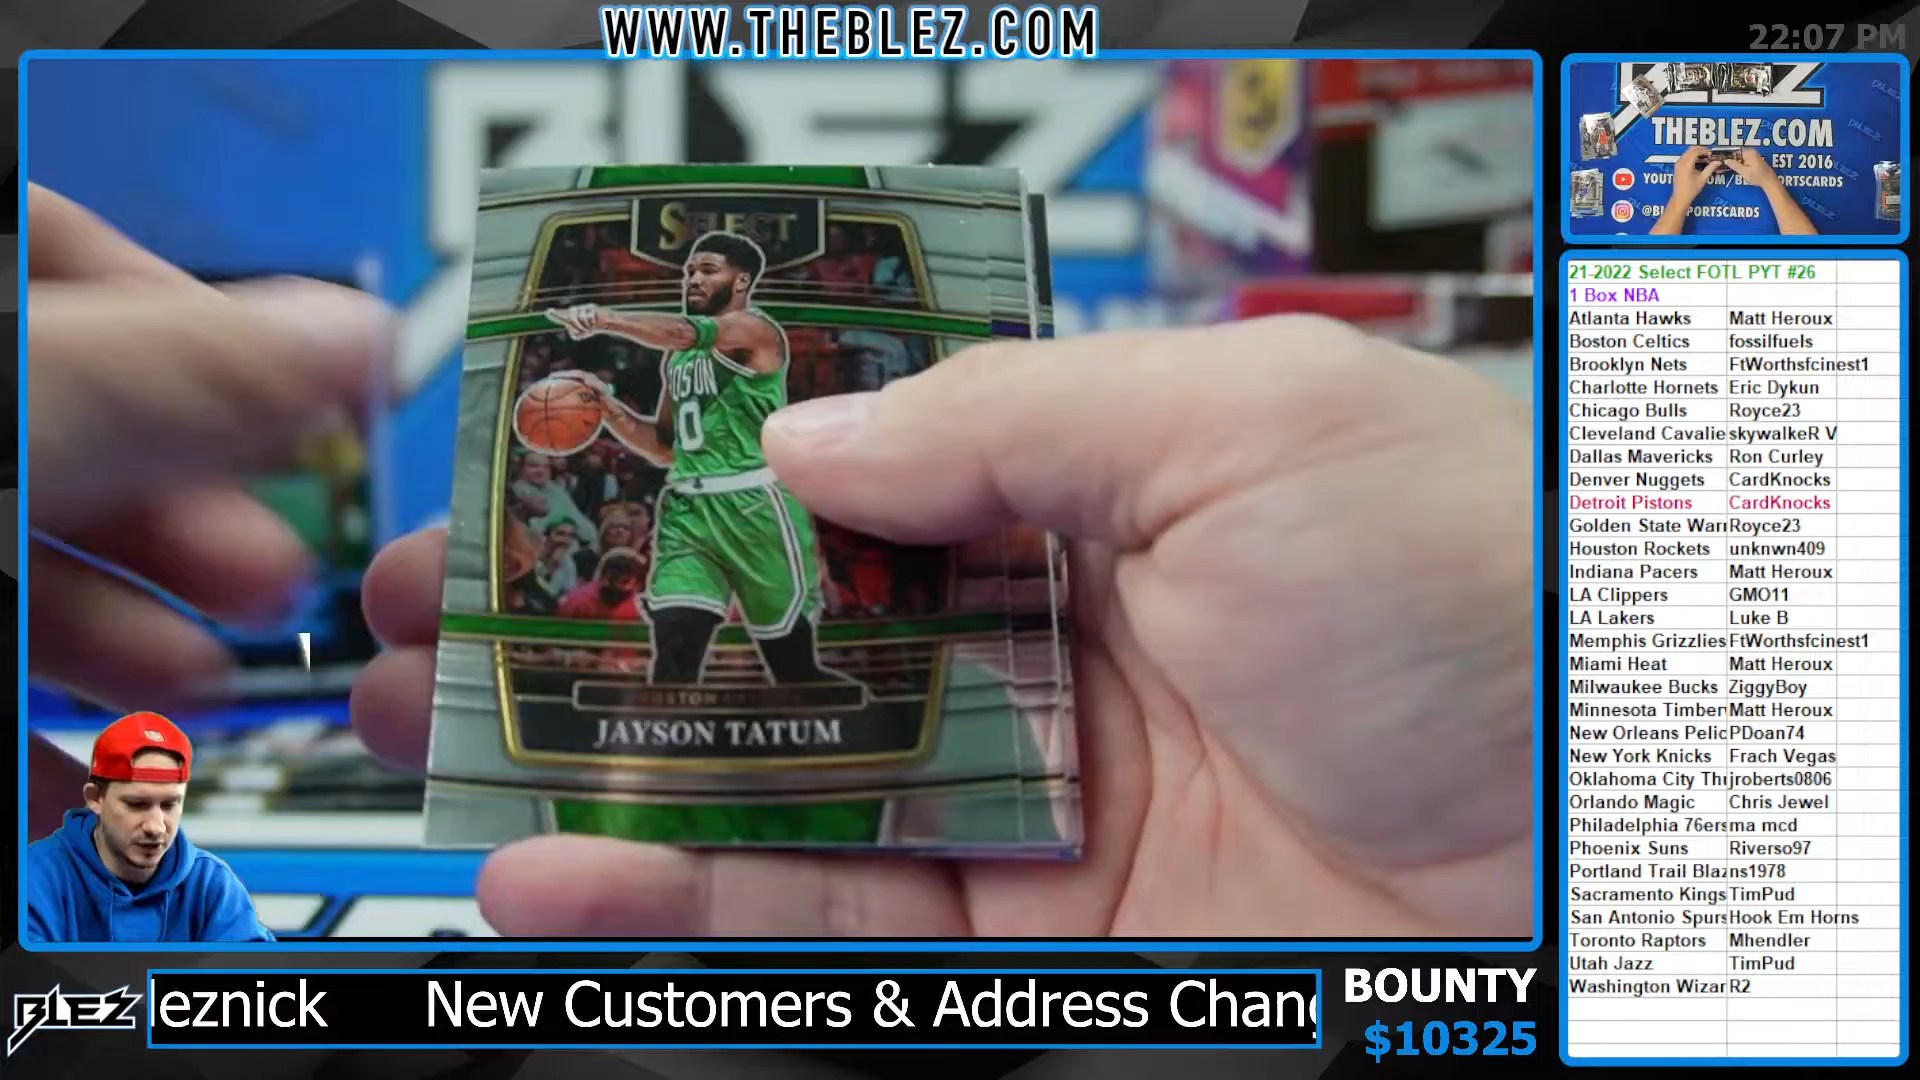 WWW.THEBLEZ.COM
22:07 PM
SELECT
0
JAYSON TATUM
THEBLEZ.COM
EST 2016
@BL
PORTSCARDS
21-2022 Select FOTL PYT #26
1 Box NBA
Atlanta Hawks Matt Heroux
Boston Celtics fossilfuels
Brooklyn Nets FtWorthsfcinest1
Charlotte Hornets Eric Dykun
Chicago Bulls Royce23
Cleveland Cavalie skywalkeR V
Dallas Mavericks Ron Curley
Denver Nuggets CardKnocks
Detroit Pistons CardKnocks
Golden State Warr Royce23
Houston Rockets unknwn409
Indiana Pacers Matt Heroux
LA Clippers GMO11
LA Lakers Luke B
Memphis Grizzlies FtWorthsfcinest1
Miami Heat Matt Heroux
Milwaukee Bucks ZiggyBoy
Minnesota Timber Matt Heroux
New Orleans Pelic PDoan74
New York Knicks Frach Vegas
Oklahoma City Thu jroberts0806
Orlando Magic Chris Jewel
Philadelphia 76ers ma mcd
Phoenix Suns Riverso97
Portland Trail Blaz ns1978
Sacramento Kings TimPud
San Antonio Spurs Hook Em Horns
Toronto Raptors Mhendler
Utah Jazz TimPud
Washington Wizar R2
BLEZ
leznick New Customers & Address Chang
BOUNTY
$10325